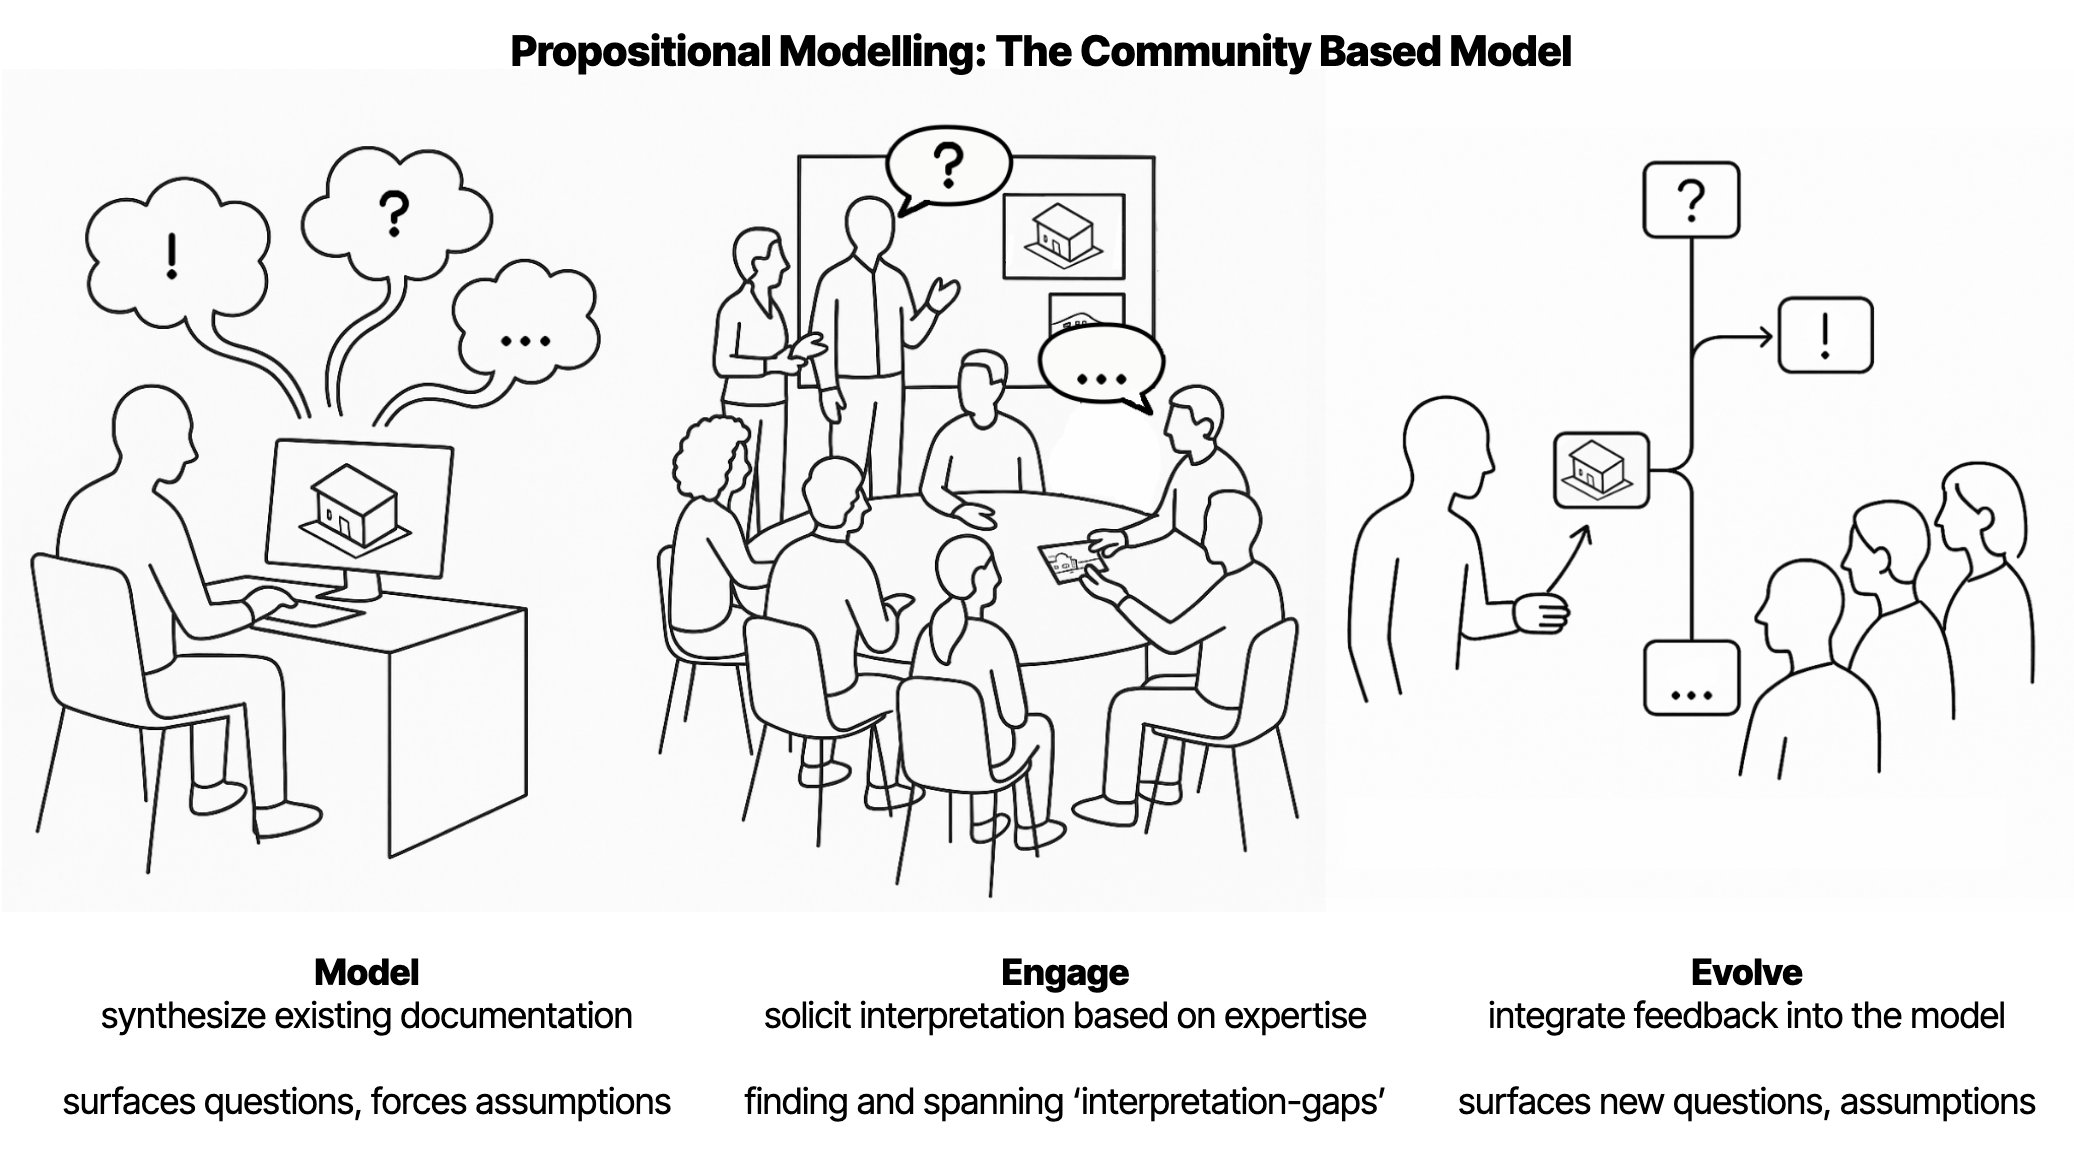 Propositional Modelling: The Community Based Model
!
?
...
?
...
?
!
...
Model
synthesize existing documentation
surfaces questions, forces assumptions
Engage
solicit interpretation based on expertise
finding and spanning ‘interpretation-gaps’
Evolve
integrate feedback into the model
surfaces new questions, assumptions